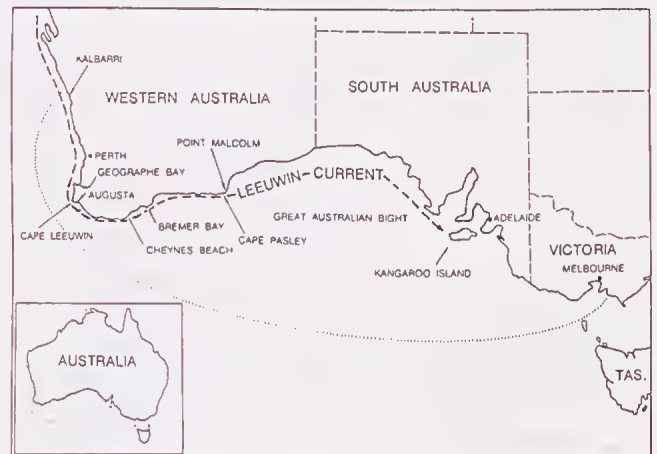 KALBARRI
WESTERN AUSTRALIA
SOUTH AUSTRALIA
POINT MALCOLM
PERTH
GEOGRAPHE BAY
AUGUSTA
LEEUWIN CURRENT
CAPE LEEUWIN
BREMER BAY
CHEYNES BEACH
CAPE PASLEY
GREAT AUSTRALIAN BIGHT
ADELAIDE
KANGAROO ISLAND
VICTORIA
MELBOURNE
AUSTRALIA
TAS.